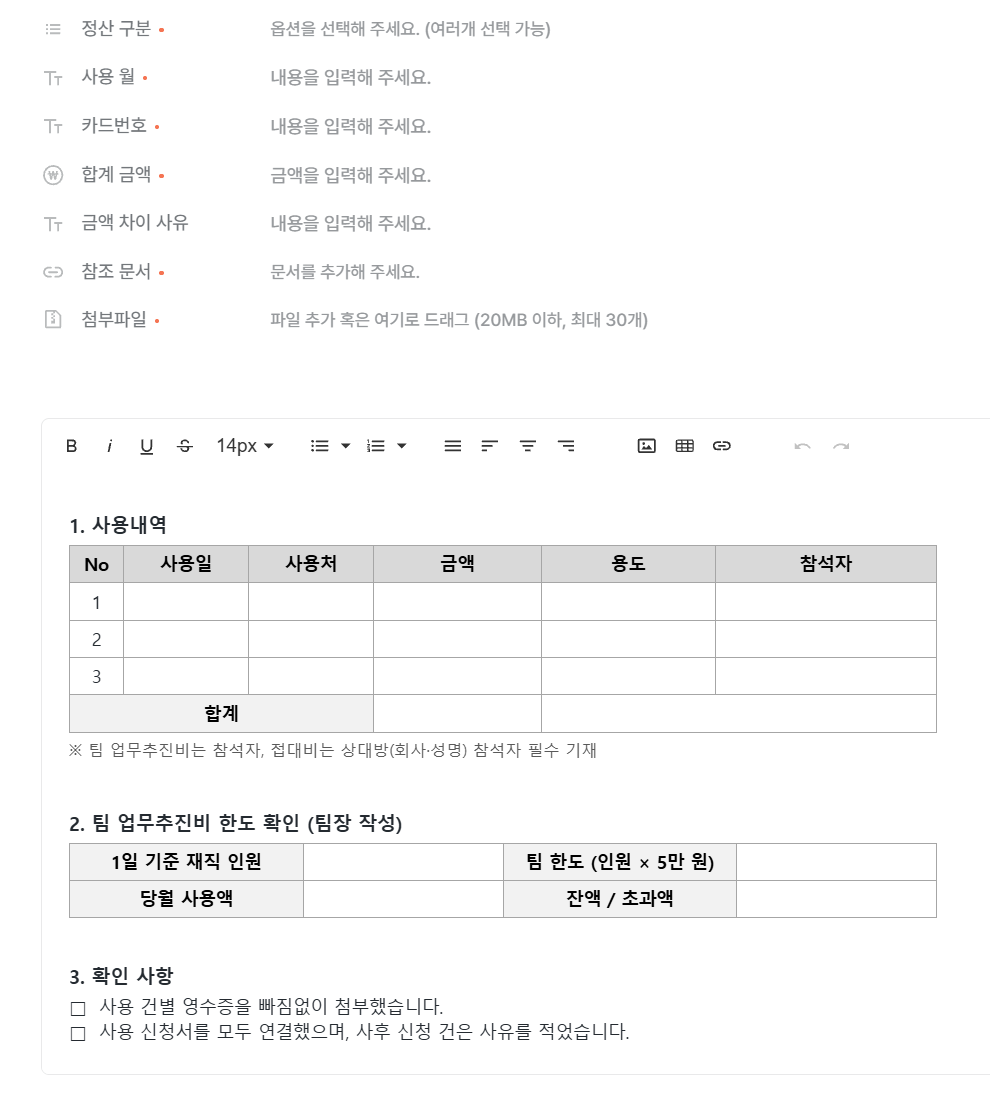 정산 구분 • 옵션을 선택해 주세요. (여러개 선택 가능)
사용 월 • 내용을 입력해 주세요.
카드번호 • 내용을 입력해 주세요.
합계 금액 • 금액을 입력해 주세요.
금액 차이 사유 내용을 입력해 주세요.
참조 문서 • 문서를 추가해 주세요.
첨부파일 • 파일 추가 혹은 여기로 드래그 (20MB 이하, 최대 30개)
B i U S 14px
1. 사용내역
No 사용일 사용처 금액 용도 참석자
1
2
3
합계
※ 팀 업무추진비는 참석자, 접대비는 상대방(회사·성명) 참석자 필수 기재
2. 팀 업무추진비 한도 확인 (팀장 작성)
1일 기준 재직 인원 팀 한도 (인원 × 5만 원)
당월 사용액 잔액 / 초과액
3. 확인 사항
□ 사용 건별 영수증을 빠짐없이 첨부했습니다.
□ 사용 신청서를 모두 연결했으며, 사후 신청 건은 사유를 적었습니다.